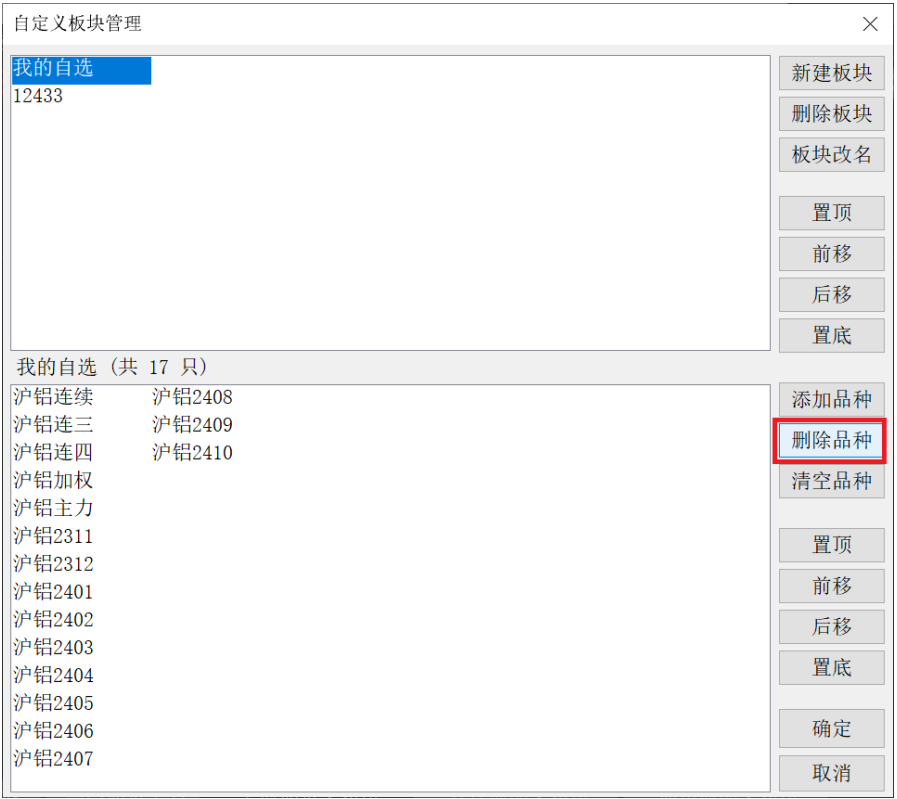 自定义板块管理
我的自选
12433
新建板块
删除板块
板块改名
置顶
前移
后移
置底
我的自选 (共 17 只)
沪铝连续 沪铝2408
沪铝连三 沪铝2409
沪铝连四 沪铝2410
沪铝加权
沪铝主力
沪铝2311
沪铝2312
沪铝2401
沪铝2402
沪铝2403
沪铝2404
沪铝2405
沪铝2406
沪铝2407
添加品种
删除品种
清空品种
置顶
前移
后移
置底
确定
取消